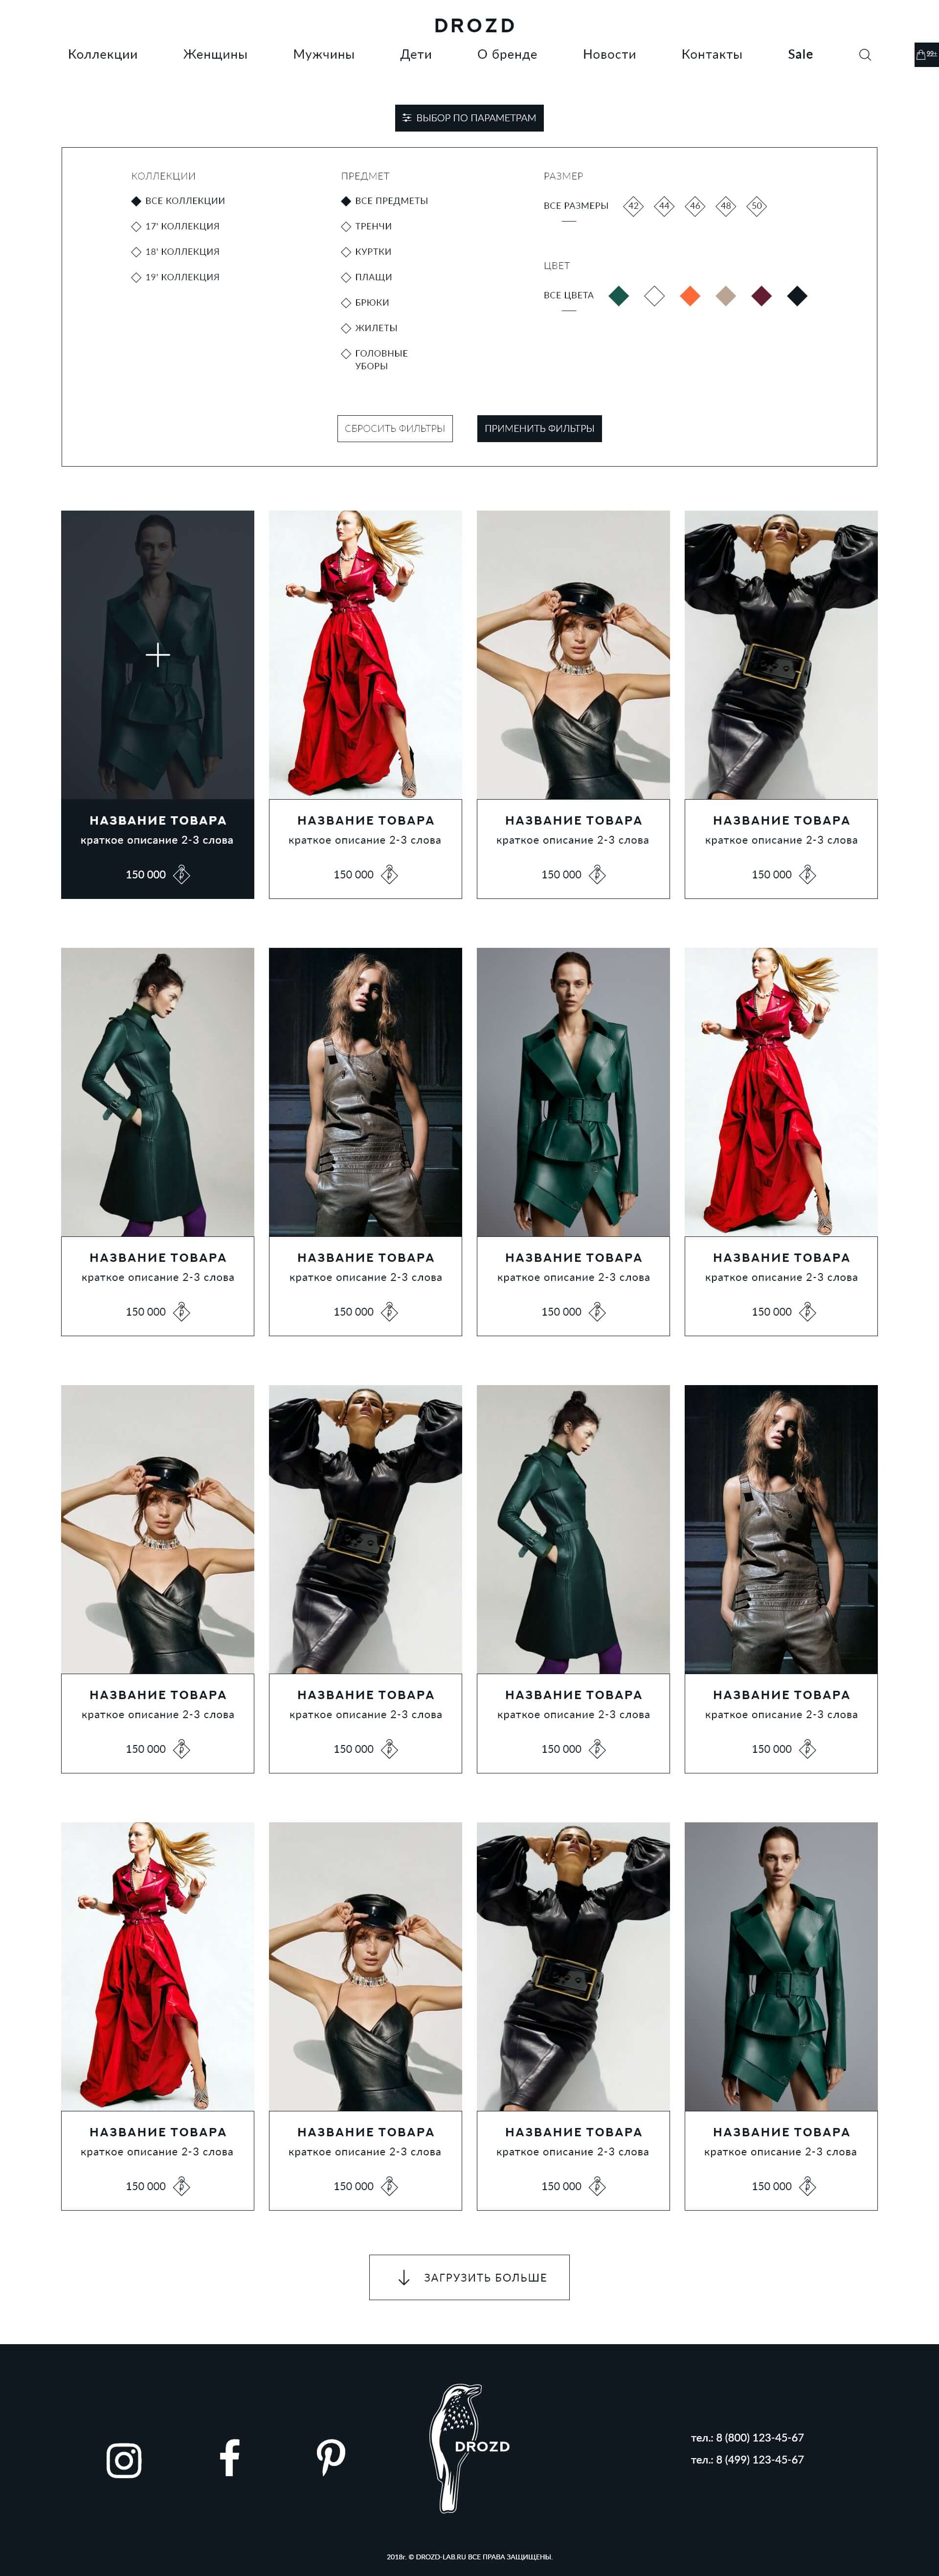 DROZD
Коллекции Женщины Мужчины Дети О бренде Новости Контакты Sale 99+
ВЫБОР ПО ПАРАМЕТРАМ
КОЛЛЕКЦИИ
ВСЕ КОЛЛЕКЦИИ
17' КОЛЛЕКЦИЯ
18' КОЛЛЕКЦИЯ
19' КОЛЛЕКЦИЯ
ПРЕДМЕТ
ВСЕ ПРЕДМЕТЫ
ТРЕНЧИ
КУРТКИ
ПЛАЩИ
БРЮКИ
ЖИЛЕТЫ
ГОЛОВНЫЕ
УБОРЫ
РАЗМЕР
ВСЕ РАЗМЕРЫ 42 44 46 48 50
ЦВЕТ
ВСЕ ЦВЕТА
СБРОСИТЬ ФИЛЬТРЫ ПРИМЕНИТЬ ФИЛЬТРЫ
НАЗВАНИЕ ТОВАРА НАЗВАНИЕ ТОВАРА НАЗВАНИЕ ТОВАРА НАЗВАНИЕ ТОВАРА
краткое описание 2-3 слова краткое описание 2-3 слова краткое описание 2-3 слова краткое описание 2-3 слова
150 000 ₽ 150 000 ₽ 150 000 ₽ 150 000 ₽
НАЗВАНИЕ ТОВАРА НАЗВАНИЕ ТОВАРА НАЗВАНИЕ ТОВАРА НАЗВАНИЕ ТОВАРА
краткое описание 2-3 слова краткое описание 2-3 слова краткое описание 2-3 слова краткое описание 2-3 слова
150 000 ₽ 150 000 ₽ 150 000 ₽ 150 000 ₽
НАЗВАНИЕ ТОВАРА НАЗВАНИЕ ТОВАРА НАЗВАНИЕ ТОВАРА НАЗВАНИЕ ТОВАРА
краткое описание 2-3 слова краткое описание 2-3 слова краткое описание 2-3 слова краткое описание 2-3 слова
150 000 ₽ 150 000 ₽ 150 000 ₽ 150 000 ₽
НАЗВАНИЕ ТОВАРА НАЗВАНИЕ ТОВАРА НАЗВАНИЕ ТОВАРА НАЗВАНИЕ ТОВАРА
краткое описание 2-3 слова краткое описание 2-3 слова краткое описание 2-3 слова краткое описание 2-3 слова
150 000 ₽ 150 000 ₽ 150 000 ₽ 150 000 ₽
ЗАГРУЗИТЬ БОЛЬШЕ
DROZD
тел.: 8 (800) 123-45-67
тел.: 8 (499) 123-45-67
2018г. © DROZD-LAB.RU ВСЕ ПРАВА ЗАЩИЩЕНЫ.